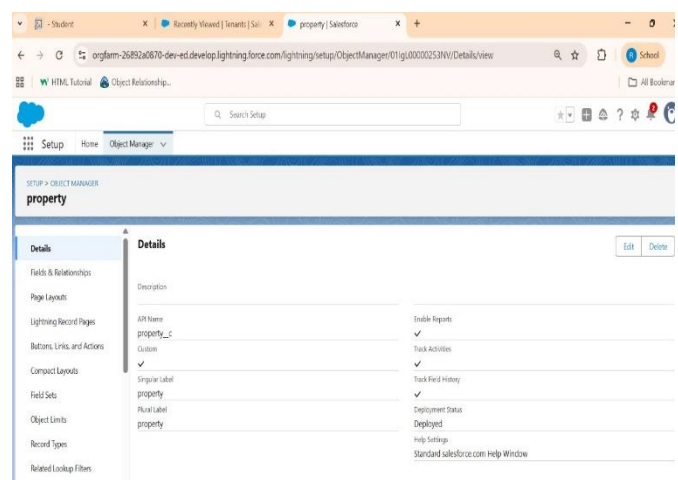 - Student
Recently Viewed | Tenants | Sal
property | Salesforce
orgfarm-26892a0870-dev-ed.develop.lightning.force.com/lightning/setup/ObjectManager/
/Details/view
School
HTML Tutorial
Object Relationship...
All Bookmar
Search Setup
Setup
Home
Object Manager
SETUP > OBJECT MANAGER
property
Details
Fields & Relationships
Page Layouts
Lightning Record Pages
Buttons, Links, and Actions
Compact Layouts
Field Sets
Object Limits
Record Types
Related Lookup Filters
Details
Edit
Delete
Description
API Name
property__c
Custom
Singular Label
property
Plural Label
property
Enable Reports
Track Activities
Track Field History
Deployment Status
Deployed
Help Settings
Standard salesforce.com Help Window